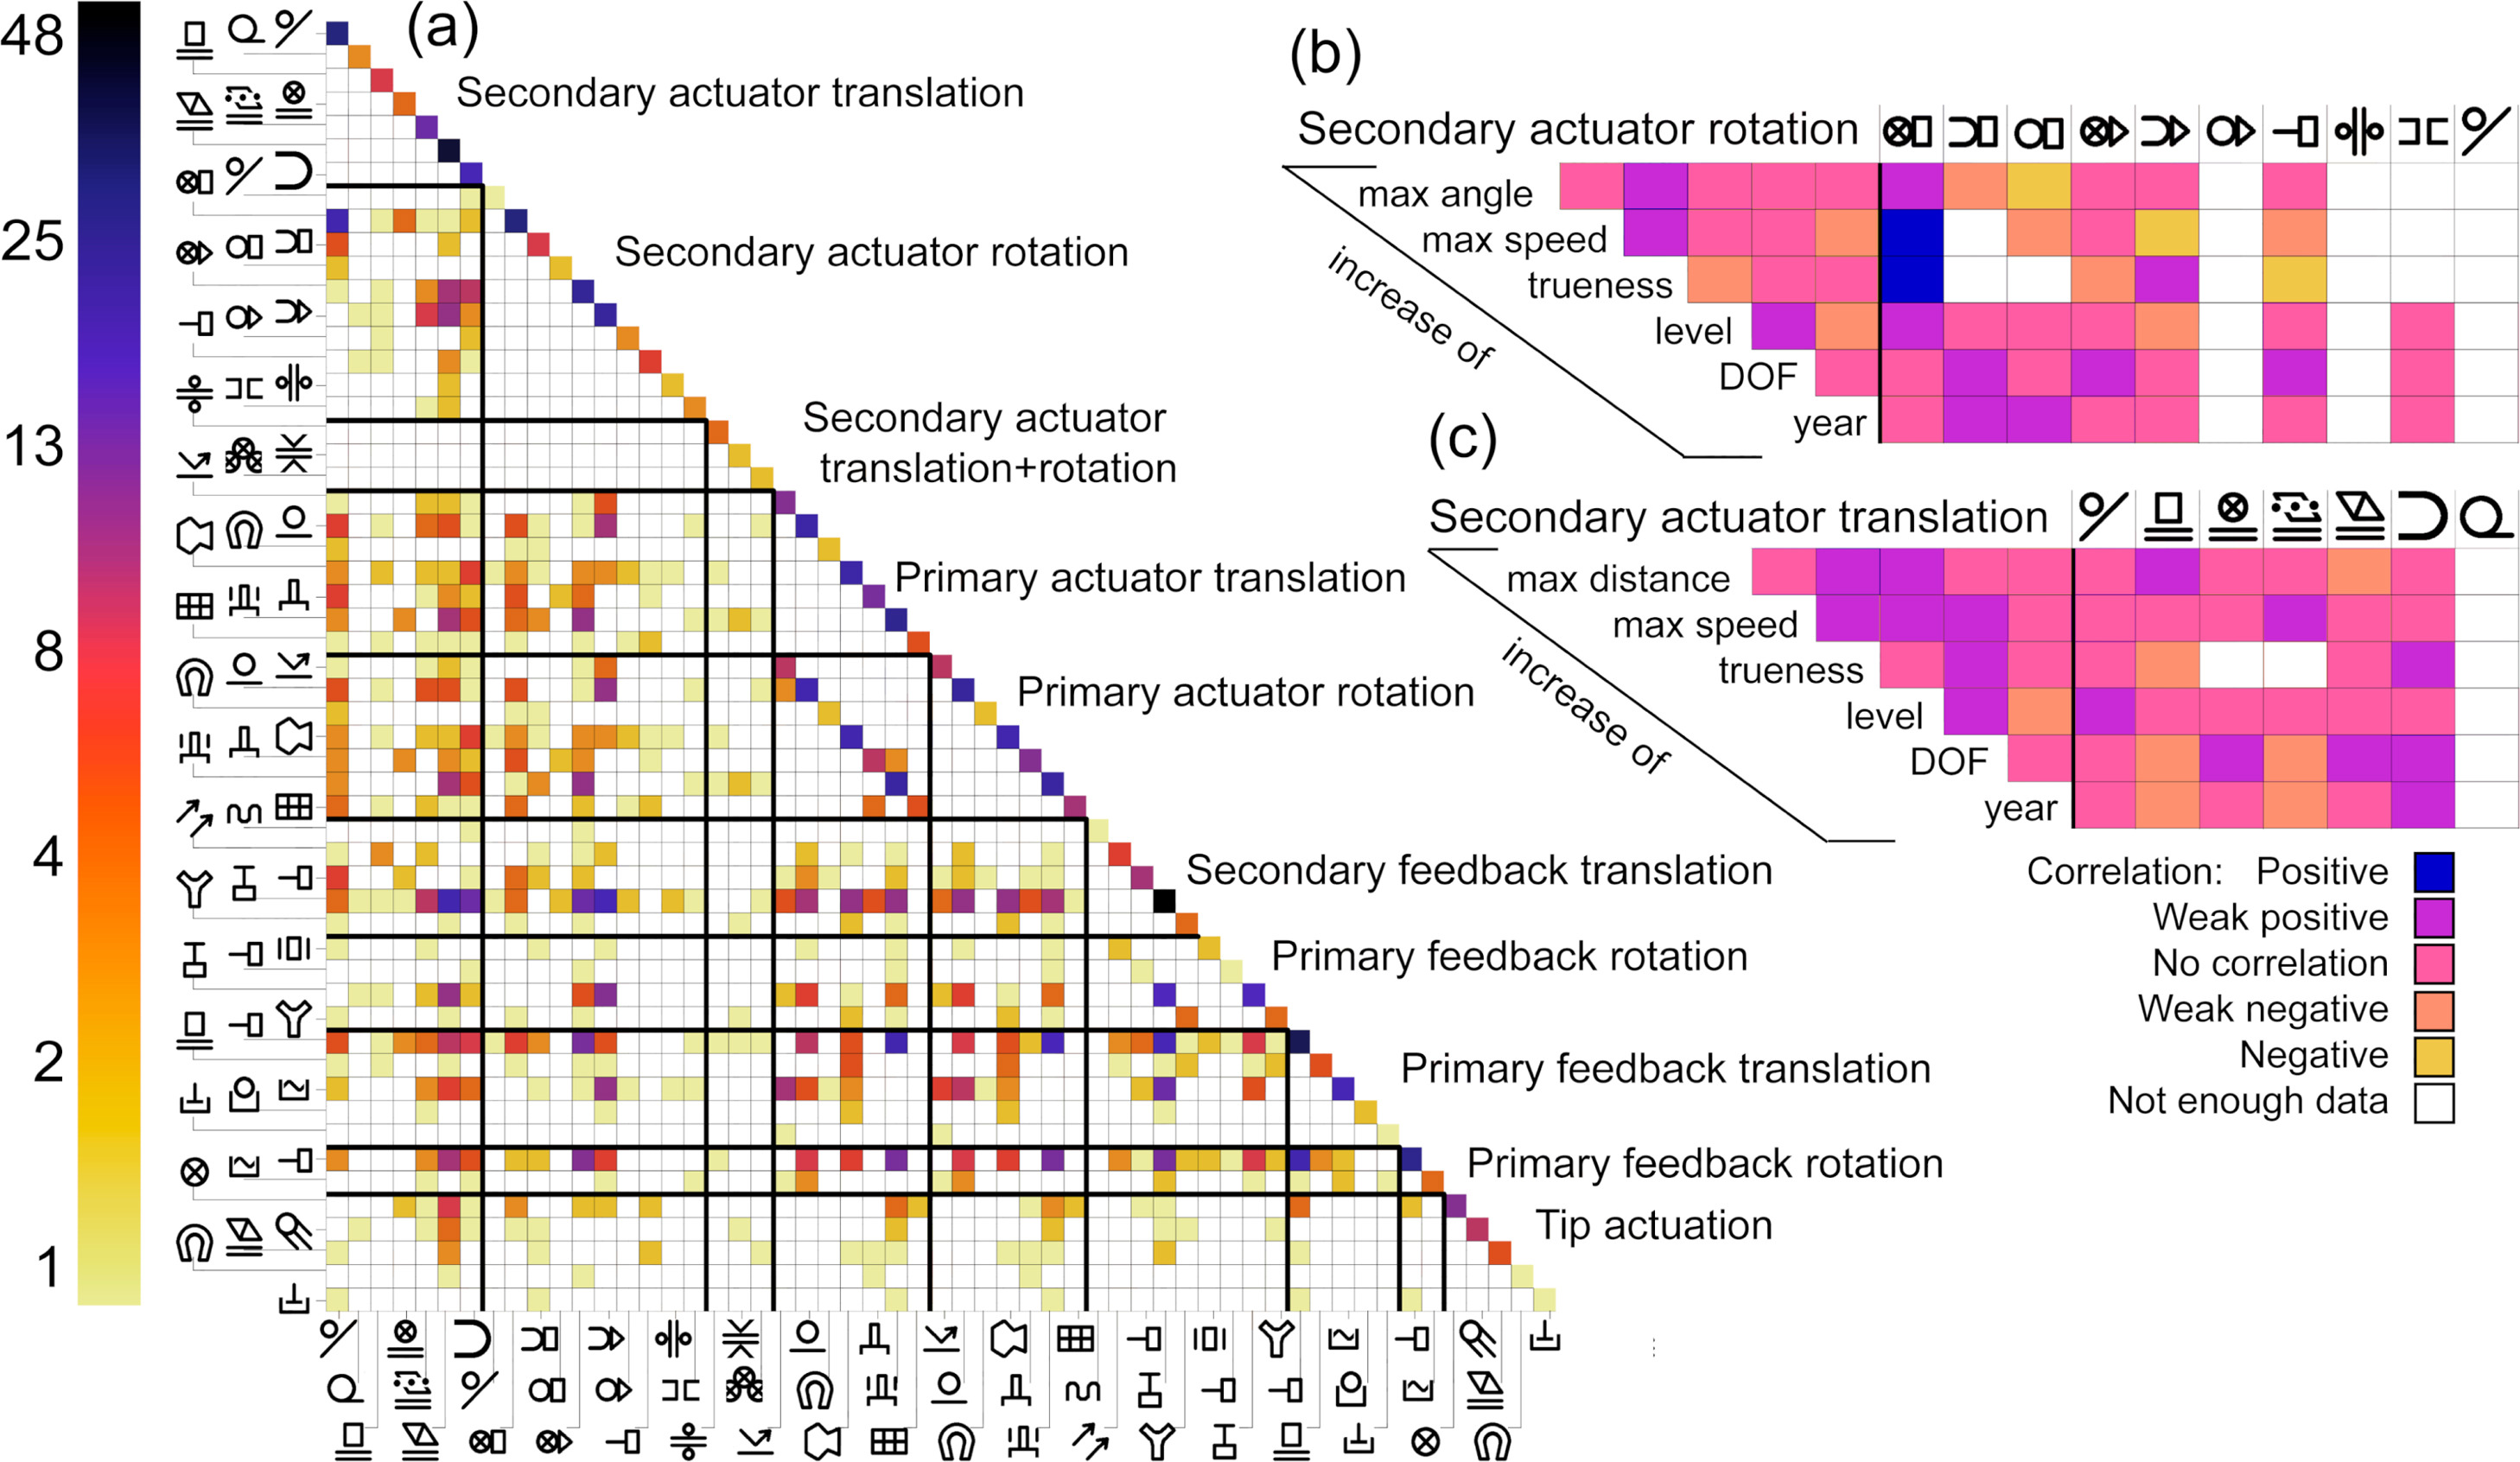 48
25
13
8
4
2
1
(a)
Secondary actuator translation
Secondary actuator rotation
Secondary actuator
translation+rotation
Primary actuator translation
Primary actuator rotation
Secondary feedback translation
Primary feedback rotation
Primary feedback translation
Primary feedback rotation
Tip actuation
(b)
Secondary actuator rotation
max angle
max speed
trueness
level
DOF
year
increase of
(c)
Secondary actuator translation
max distance
max speed
trueness
level
DOF
year
increase of
Correlation: Positive
Weak positive
No correlation
Weak negative
Negative
Not enough data